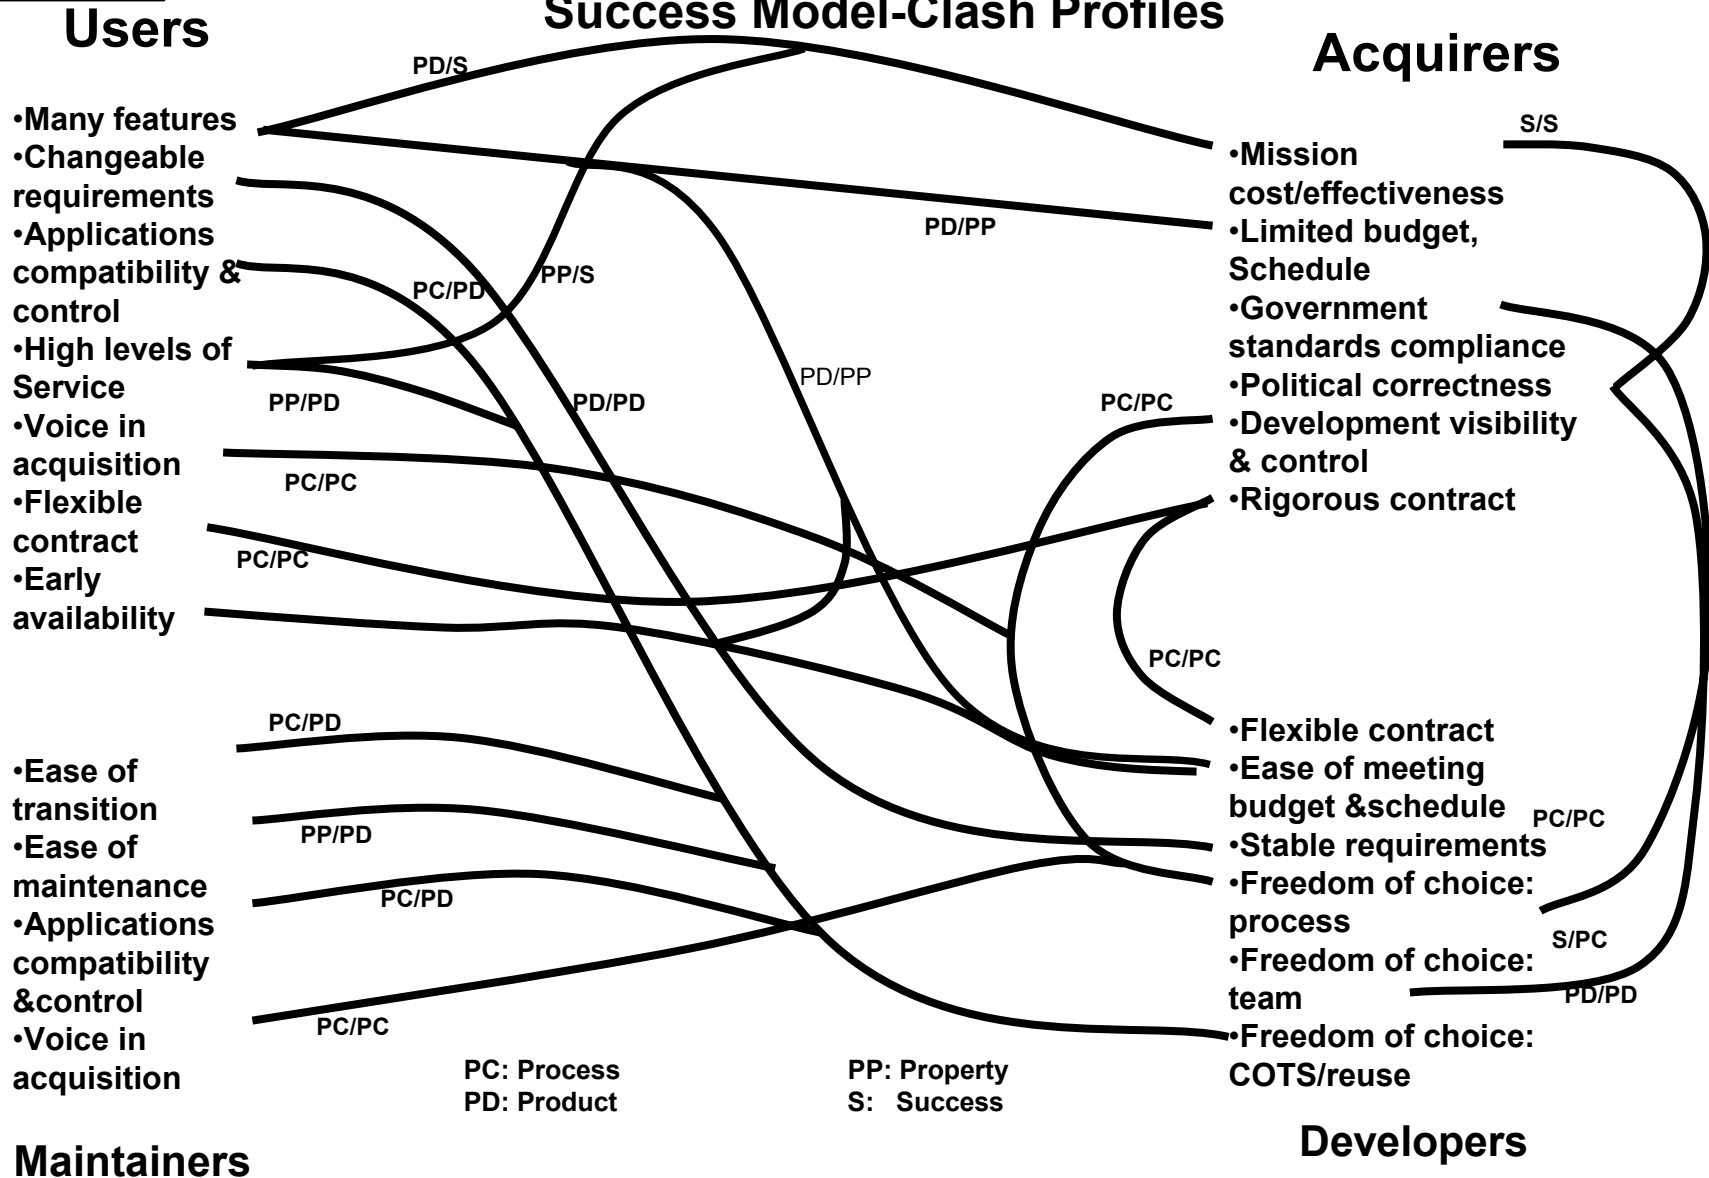 Success Model-Clash Profiles
Users
Acquirers
PD/S
•Many features
•Changeable
requirements
•Applications
compatibility &
control
•High levels of
Service
•Voice in
acquisition
•Flexible
contract
•Early
availability
S/S
•Mission
cost/effectiveness
•Limited budget,
Schedule
•Government
standards compliance
•Political correctness
•Development visibility
& control
•Rigorous contract
PD/PP
PP/S
PC/PD
PD/PP
PP/PD
PD/PD
PC/PC
PC/PC
PC/PC
PC/PC
PC/PD
PP/PD
PC/PD
PC/PC
•Ease of
transition
•Ease of
maintenance
•Applications
compatibility
&control
•Voice in
acquisition
•Flexible contract
•Ease of meeting
budget &schedule
•Stable requirements
•Freedom of choice:
process
•Freedom of choice:
team
•Freedom of choice:
COTS/reuse
PC/PC
S/PC
PD/PD
PC: Process
PD: Product
PP: Property
S: Success
Developers
Maintainers